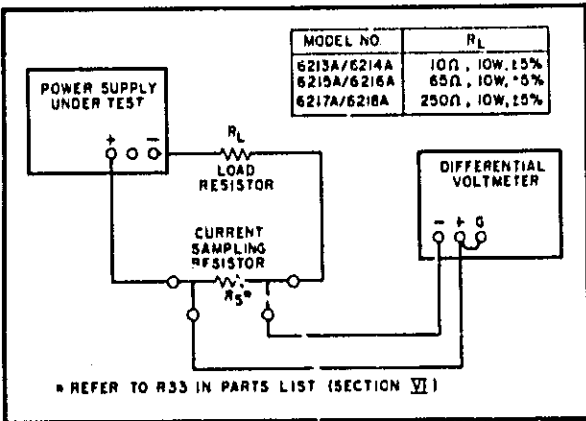 MODEL NO. RL
6213A/6214A 10Ω, 10W, ±5%
6215A/6216A 65Ω, 10W, ±5%
6217A/6218A 250Ω, 10W, ±5%
POWER SUPPLY
UNDER TEST
+ −
RL
LOAD
RESISTOR
DIFFERENTIAL
VOLTMETER
− + G
CURRENT
SAMPLING
RESISTOR
RS*
* REFER TO R33 IN PARTS LIST (SECTION VI)